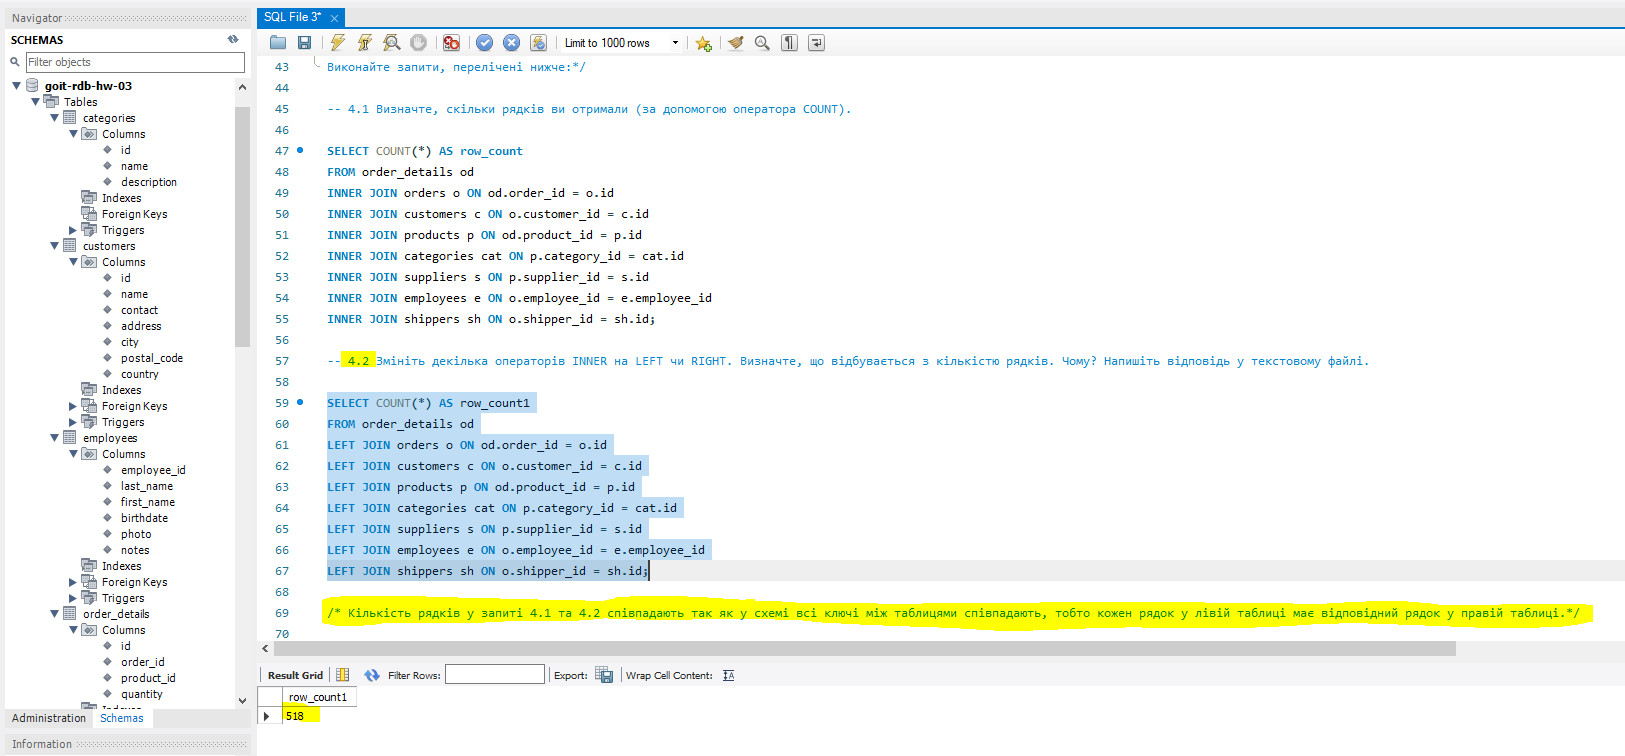 Navigator
SCHEMAS
Filter objects
goit-rdb-hw-03
Tables
categories
Columns
id
name
description
Indexes
Foreign Keys
Triggers
customers
Columns
id
name
contact
address
city
postal_code
country
Indexes
Foreign Keys
Triggers
employees
Columns
employee_id
last_name
first_name
birthdate
photo
notes
Indexes
Foreign Keys
Triggers
order_details
Columns
id
order_id
product_id
quantity
Administration Schemas
Information
SQL File 3*
Limit to 1000 rows
43 Виконайте запити, перелічені нижче:*/
44
45 -- 4.1 Визначте, скільки рядків ви отримали (за допомогою оператора COUNT).
46
47 SELECT COUNT(*) AS row_count
48 FROM order_details od
49 INNER JOIN orders o ON od.order_id = o.id
50 INNER JOIN customers c ON o.customer_id = c.id
51 INNER JOIN products p ON od.product_id = p.id
52 INNER JOIN categories cat ON p.category_id = cat.id
53 INNER JOIN suppliers s ON p.supplier_id = s.id
54 INNER JOIN employees e ON o.employee_id = e.employee_id
55 INNER JOIN shippers sh ON o.shipper_id = sh.id;
56
57 -- 4.2 Змініть декілька операторів INNER на LEFT чи RIGHT. Визначте, що відбувається з кількістю рядків. Чому? Напишіть відповідь у текстовому файлі.
58
59 SELECT COUNT(*) AS row_count1
60 FROM order_details od
61 LEFT JOIN orders o ON od.order_id = o.id
62 LEFT JOIN customers c ON o.customer_id = c.id
63 LEFT JOIN products p ON od.product_id = p.id
64 LEFT JOIN categories cat ON p.category_id = cat.id
65 LEFT JOIN suppliers s ON p.supplier_id = s.id
66 LEFT JOIN employees e ON o.employee_id = e.employee_id
67 LEFT JOIN shippers sh ON o.shipper_id = sh.id;
68
69 /* Кількість рядків у запиті 4.1 та 4.2 співпадають так як у схемі всі ключі між таблицями співпадають, тобто кожен рядок у лівій таблиці має відповідний рядок у правій таблиці.*/
70
Result Grid Filter Rows: Export: Wrap Cell Content:
row_count1
518